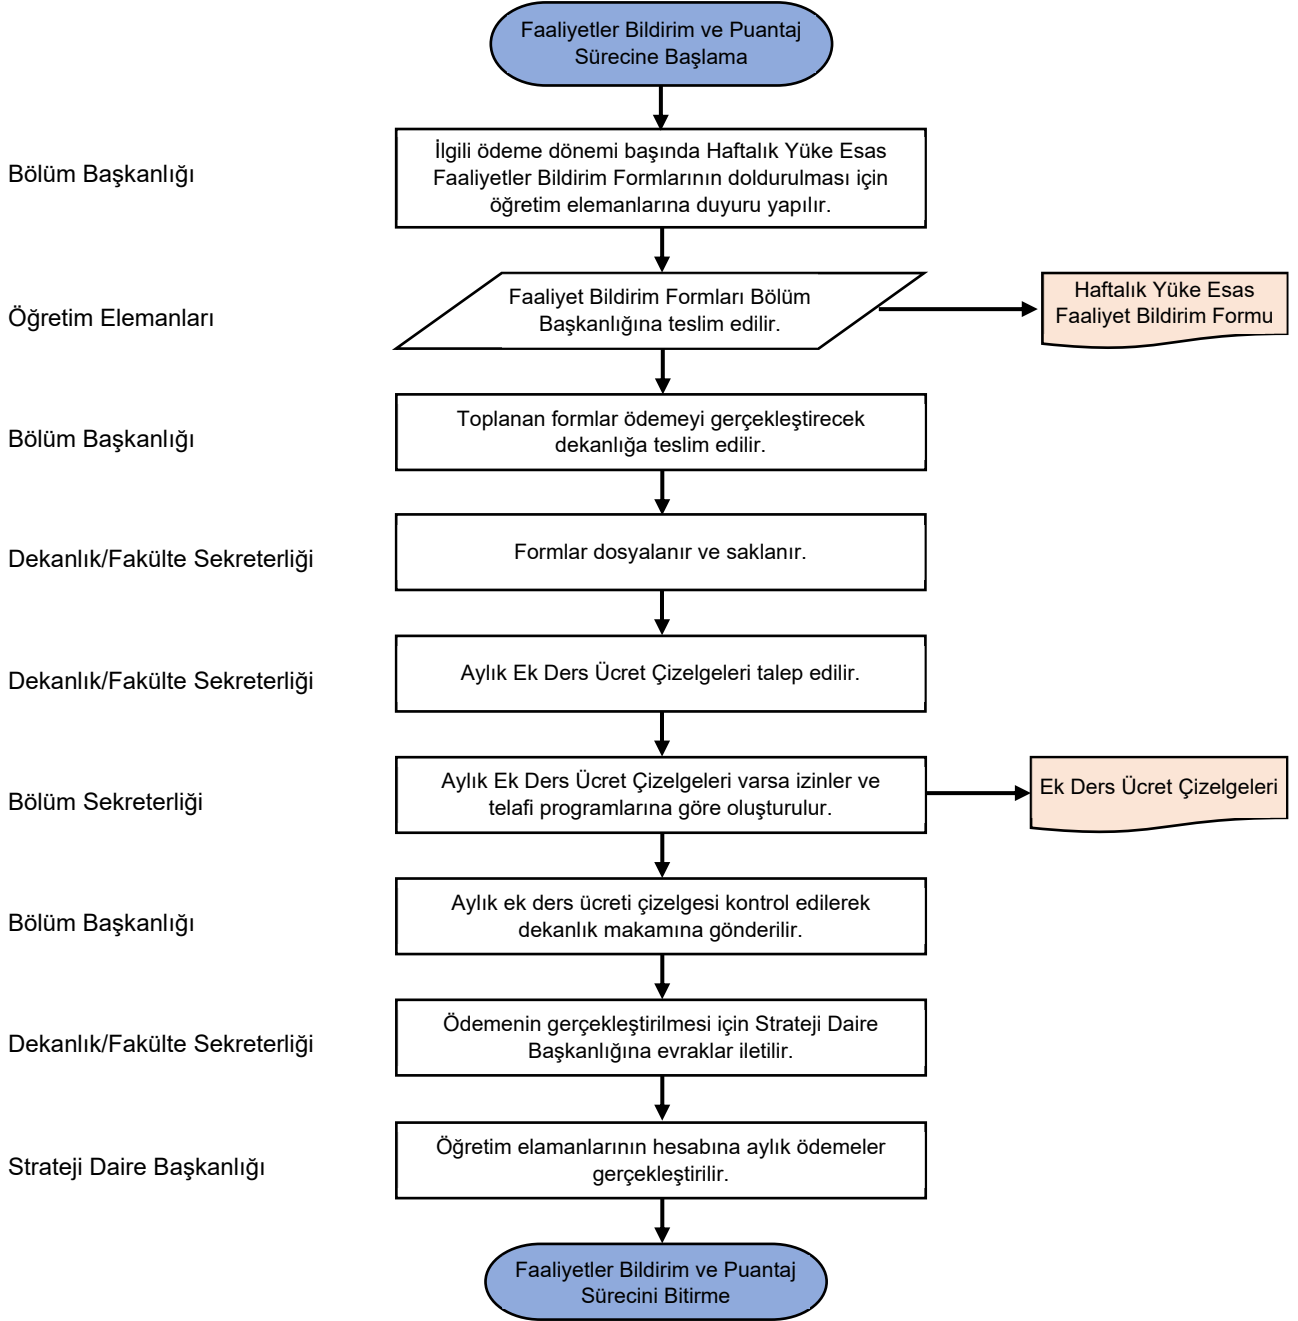 Faaliyetler Bildirim ve Puantaj
Sürecine Başlama
Bölüm Başkanlığı
İlgili ödeme dönemi başında Haftalık Yüke Esas
Faaliyetler Bildirim Formlarının doldurulması için
öğretim elemanlarına duyuru yapılır.
Öğretim Elemanları
Faaliyet Bildirim Formları Bölüm
Başkanlığına teslim edilir.
Haftalık Yüke Esas
Faaliyet Bildirim Formu
Bölüm Başkanlığı
Toplanan formlar ödemeyi gerçekleştirecek
dekanlığa teslim edilir.
Dekanlık/Fakülte Sekreterliği
Formlar dosyalanır ve saklanır.
Dekanlık/Fakülte Sekreterliği
Aylık Ek Ders Ücret Çizelgeleri talep edilir.
Bölüm Sekreterliği
Aylık Ek Ders Ücret Çizelgeleri varsa izinler ve
telafi programlarına göre oluşturulur.
Ek Ders Ücret Çizelgeleri
Bölüm Başkanlığı
Aylık ek ders ücreti çizelgesi kontrol edilerek
dekanlık makamına gönderilir.
Dekanlık/Fakülte Sekreterliği
Ödemenin gerçekleştirilmesi için Strateji Daire
Başkanlığına evraklar iletilir.
Strateji Daire Başkanlığı
Öğretim elamanlarının hesabına aylık ödemeler
gerçekleştirilir.
Faaliyetler Bildirim ve Puantaj
Sürecini Bitirme